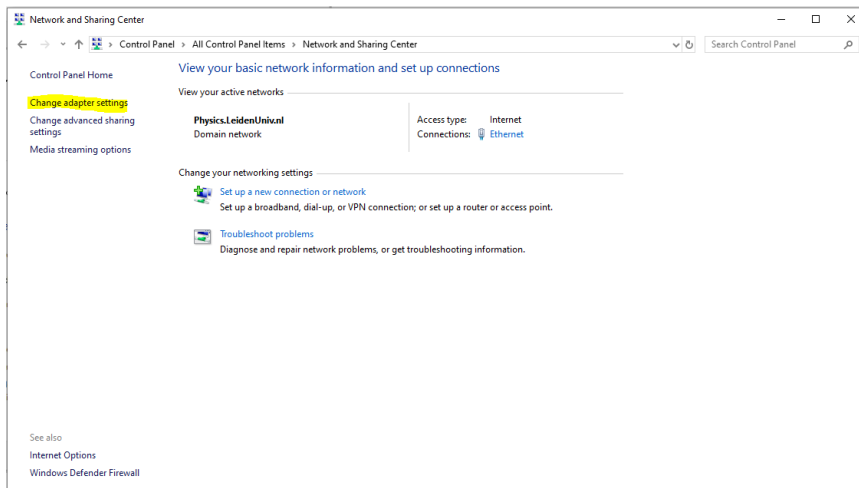 Network and Sharing Center
Control Panel > All Control Panel Items > Network and Sharing Center
Search Control Panel
Control Panel Home
Change adapter settings
Change advanced sharing
settings
Media streaming options
View your basic network information and set up connections
View your active networks
Physics.LeidenUniv.nl
Domain network
Access type: Internet
Connections: Ethernet
Change your networking settings
Set up a new connection or network
Set up a broadband, dial-up, or VPN connection; or set up a router or access point.
Troubleshoot problems
Diagnose and repair network problems, or get troubleshooting information.
See also
Internet Options
Windows Defender Firewall